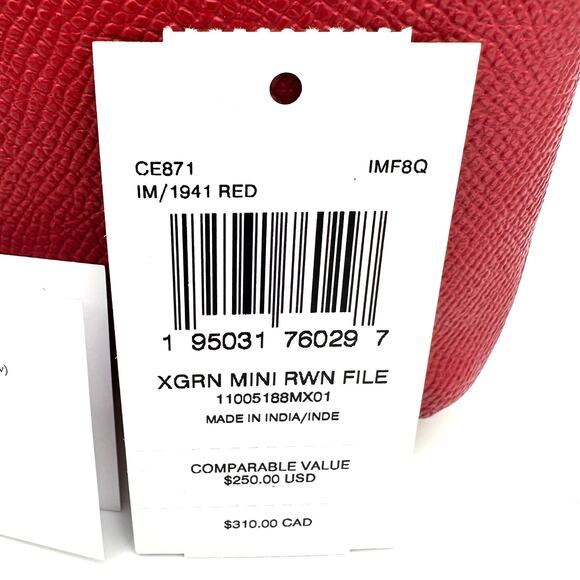 CE871 IMF8Q
IM/1941 RED
1 95031 76029 7
XGRN MINI RWN FILE
11005188MX01
MADE IN INDIA/INDE
COMPARABLE VALUE
$250.00 USD
$310.00 CAD